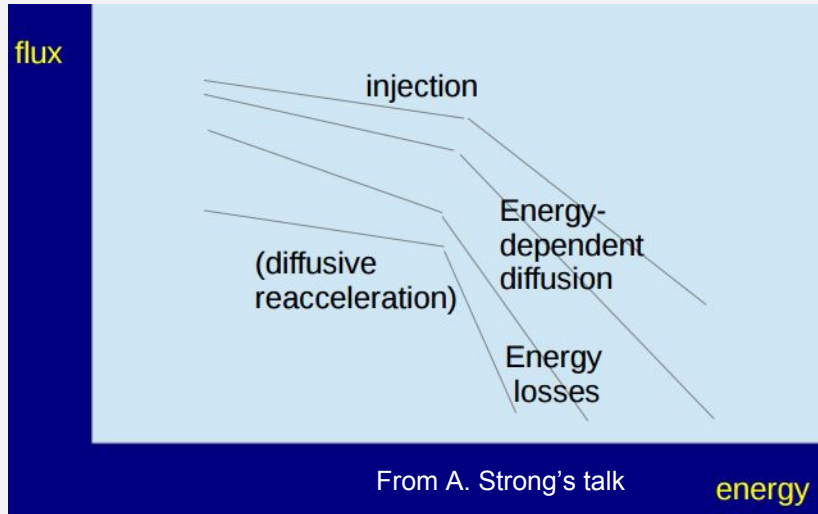 flux
injection
Energy-
dependent
diffusion
(diffusive
reacceleration)
Energy
losses
From A. Strong's talk
energy